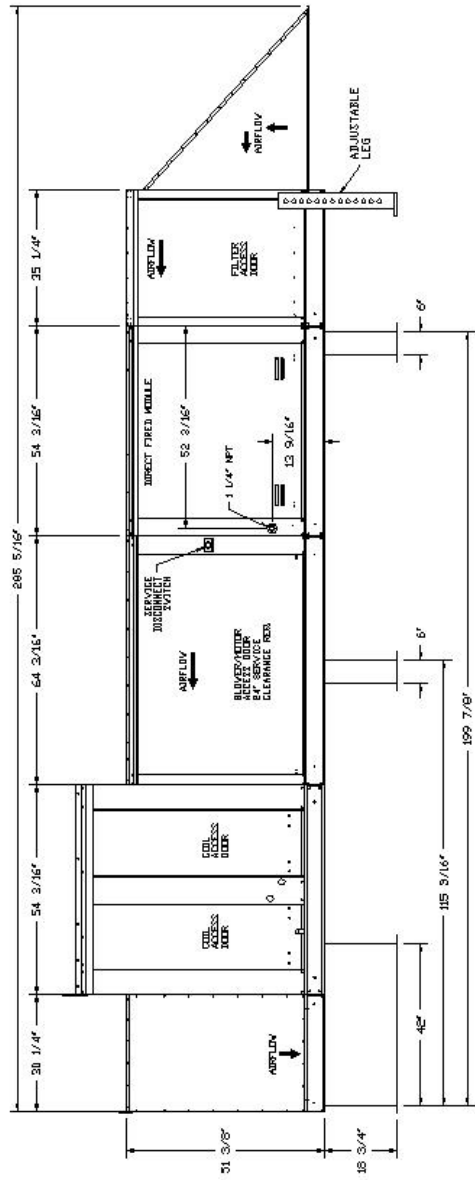 285 5/16"
30 1/4"
54 3/16"
64 3/16"
54 3/16"
35 1/4"
AIRFLOW
COIL
ACCESS
DOOR
COIL
ACCESS
DOOR
AIRFLOW
SERVICE
DISCONNECT
SWITCH
BLOWER/MOTOR
ACCESS DOOR
24" SERVICE
CLEARANCE REQ.
DIRECT FIRED MODULE
52 3/16"
1 1/4" NPT
13 9/16"
AIRFLOW
FILTER
ACCESS
DOOR
AIRFLOW
ADJUSTABLE
LEG
51 3/8"
18 3/4"
42"
6"
6"
115 3/16"
199 7/8"